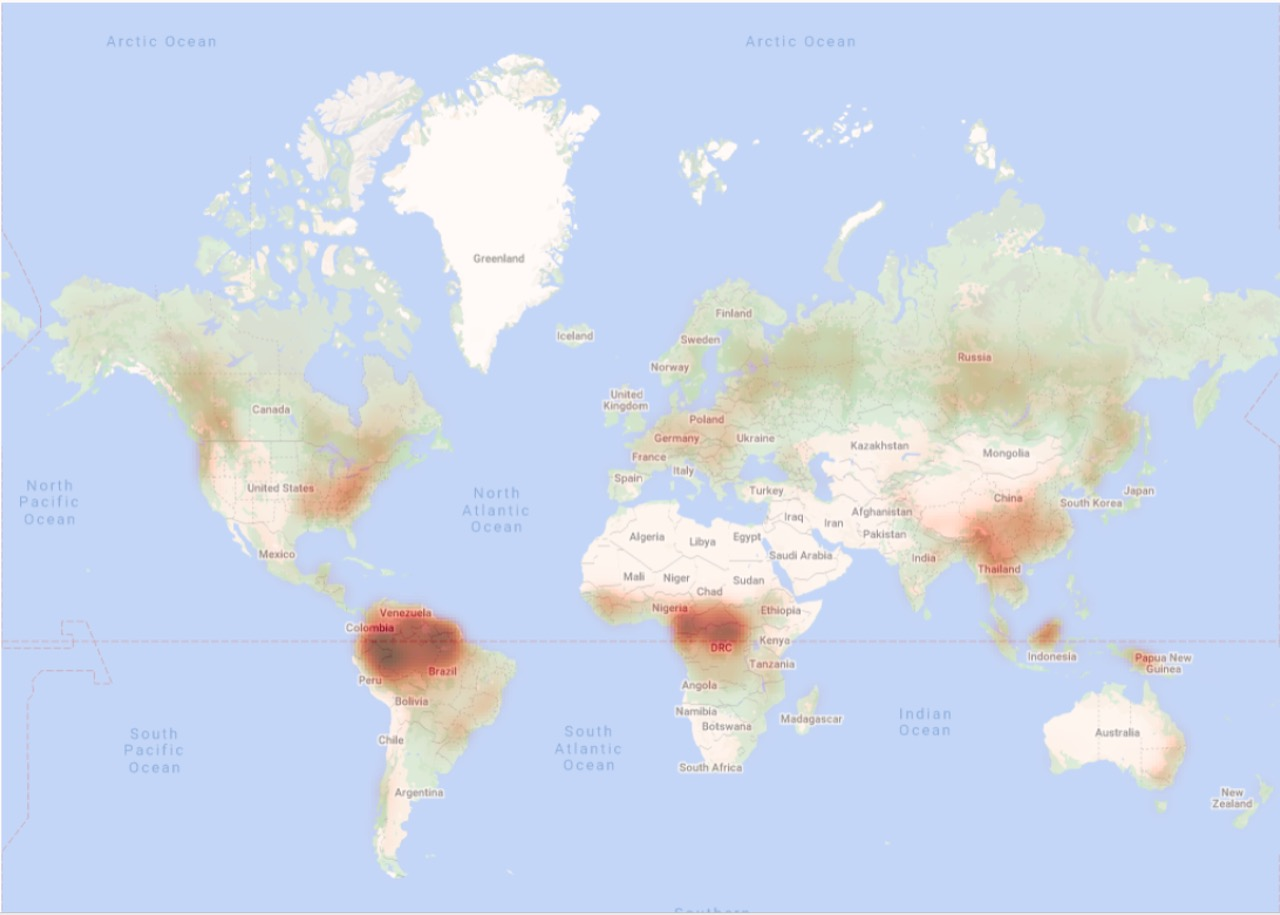 Arctic Ocean
Arctic Ocean
Greenland
Iceland
Finland
Sweden
Norway
Russia
United
Kingdom
Canada
Poland
Germany
Ukraine
France
Kazakhstan
Mongolia
Italy
Spain
Turkey
United States
North
Pacific
Ocean
North
Atlantic
Ocean
China
Japan
South Korea
Iraq
Iran
Afghanistan
Pakistan
Algeria
Libya
Egypt
Saudi Arabia
Mexico
India
Thailand
Mali
Niger
Sudan
Chad
Nigeria
Ethiopia
Venezuela
Colombia
DRC
Kenya
Tanzania
Indonesia
Papua New
Guinea
Brazil
Peru
Bolivia
Angola
Namibia
Botswana
Madagascar
Indian
Ocean
South
Pacific
Ocean
South
Atlantic
Ocean
Chile
Australia
South Africa
Argentina
New
Zealand
Southern